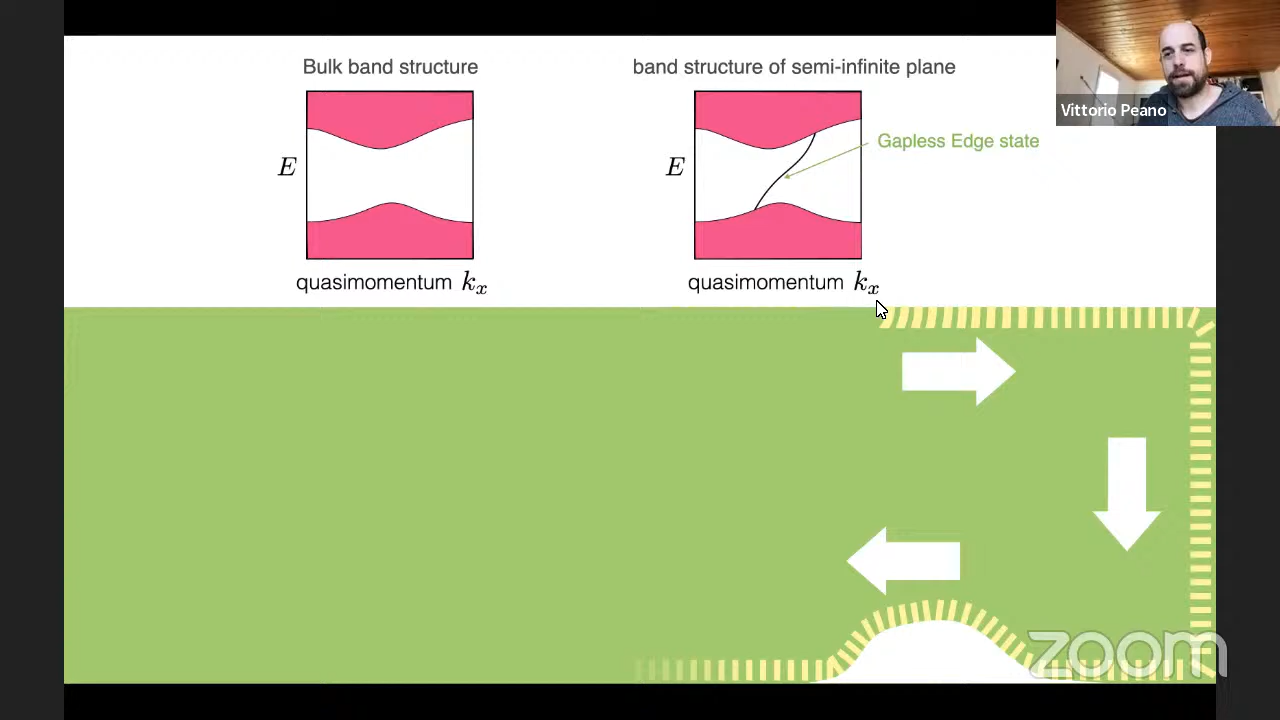 Bulk band structure
band structure of semi-infinite plane
Vittorio Peano
Gapless Edge state
E
E
quasimomentum kₓ
quasimomentum kₓ
zoom